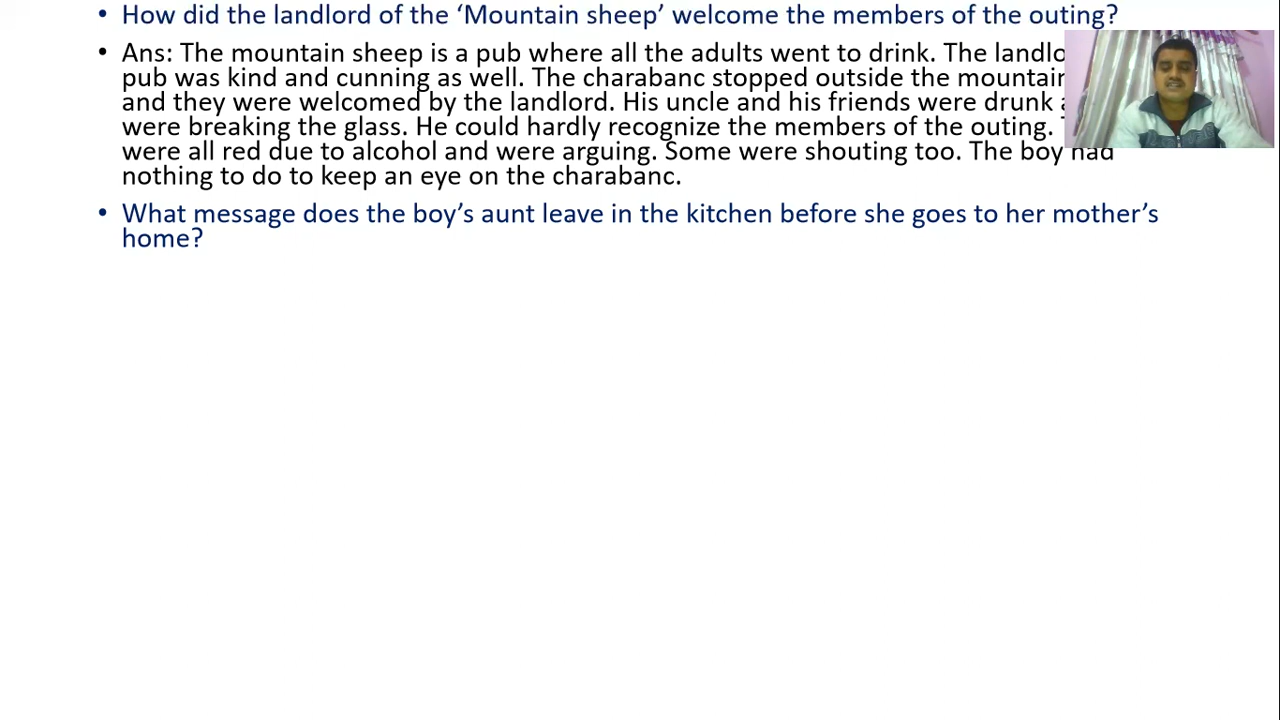 • How did the landlord of the ‘Mountain sheep’ welcome the members of the outing?
• Ans: The mountain sheep is a pub where all the adults went to drink. The
pub was kind and cunning as well. The charabanc stopped outside the mountain
and they were welcomed by the landlord. His uncle and his friends were drunk
were breaking the glass. He could hardly recognize the members of the outing.
were all red due to alcohol and were arguing. Some were shouting too. The boy had
nothing to do to keep an eye on the charabanc.
• What message does the boy’s aunt leave in the kitchen before she goes to her mother’s
home?